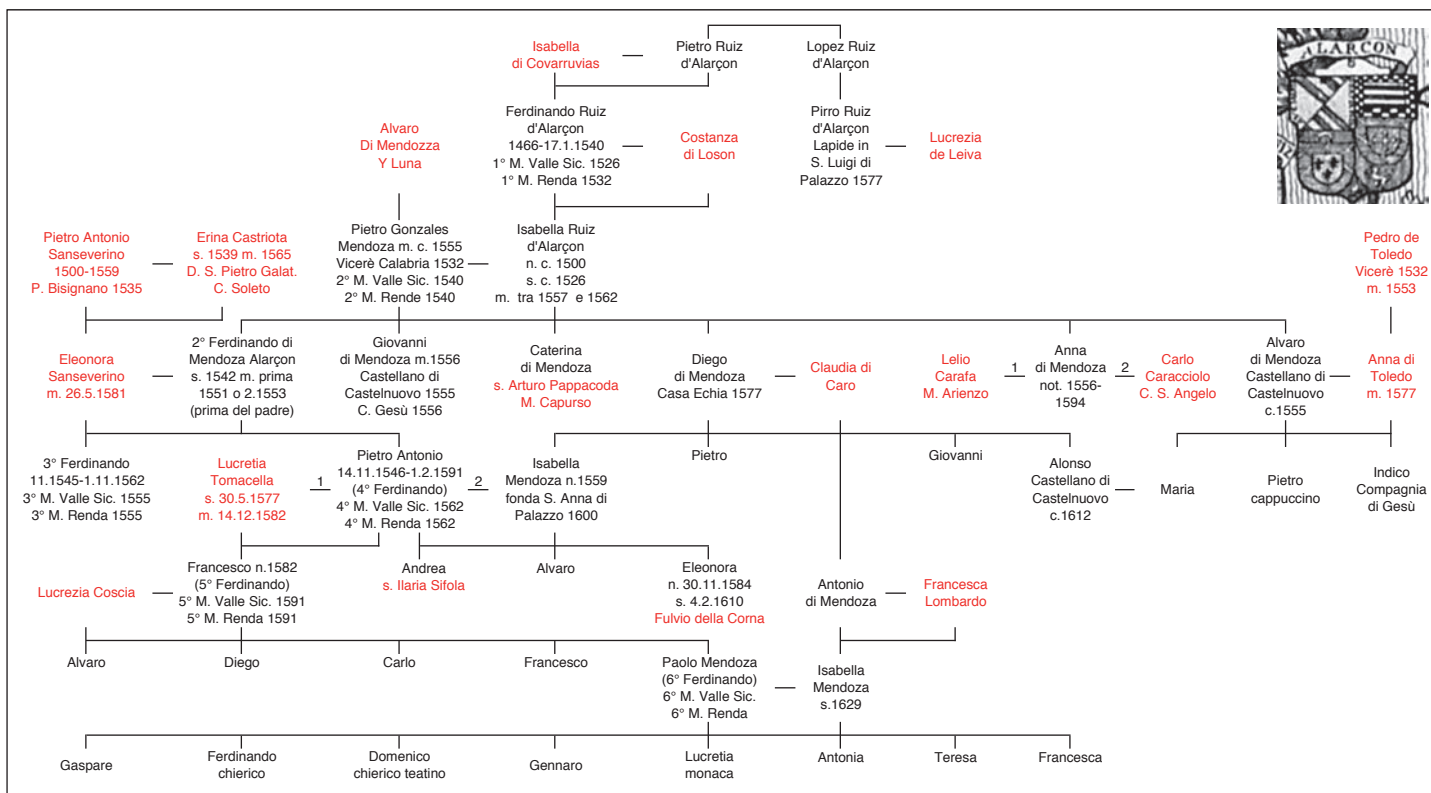 ALARCON
Isabella
di Covarruvias
Pietro Ruiz
d'Alarçon
Lopez Ruiz
d'Alarçon
Alvaro
Di Mendozza
Y Luna
Ferdinando Ruiz
d'Alarçon
1466-17.1.1540
1° M. Valle Sic. 1526
1° M. Renda 1532
Costanza
di Loson
Pirro Ruiz
d'Alarçon
Lapide in
S. Luigi di
Palazzo 1577
Lucrezia
de Leiva
Pietro Antonio
Sanseverino
1500-1559
P. Bisignano 1535
Erina Castriota
s. 1539 m. 1565
D. S. Pietro Galat.
C. Soleto
Pietro Gonzales
Mendoza m. c. 1555
Vicerè Calabria 1532
2° M. Valle Sic. 1540
2° M. Rende 1540
Isabella Ruiz
d'Alarçon
n. c. 1500
s. c. 1526
m. tra 1557 e 1562
Pedro de
Toledo
Vicerè 1532
m. 1553
Eleonora
Sanseverino
m. 26.5.1581
2° Ferdinando di
Mendoza Alarçon
s. 1542 m. prima
1551 o 2.1553
(prima del padre)
Giovanni
di Mendoza m.1556
Castellano di
Castelnuovo 1555
C. Gesù 1556
Caterina
di Mendoza
s. Arturo Pappacoda
M. Capurso
Diego
di Mendoza
Casa Echia 1577
Claudia di
Caro
Lelio
Carafa
M. Arienzo
1
Anna
di Mendoza
not. 1556-
1594
2
Carlo
Caracciolo
C. S. Angelo
Alvaro
di Mendoza
Castellano di
Castelnuovo
c.1555
Anna di
Toledo
m. 1577
3° Ferdinando
11.1545-1.11.1562
3° M. Valle Sic. 1555
3° M. Renda 1555
Lucretia
Tomacella
s. 30.5.1577
m. 14.12.1582
1
Pietro Antonio
14.11.1546-1.2.1591
(4° Ferdinando)
4° M. Valle Sic. 1562
4° M. Renda 1562
2
Isabella
Mendoza n.1559
fonda S. Anna di
Palazzo 1600
Pietro
Giovanni
Alonso
Castellano di
Castelnuovo
c.1612
Maria
Pietro
cappuccino
Indico
Compagnia
di Gesù
Lucrezia Coscia
Francesco n.1582
(5° Ferdinando)
5° M. Valle Sic. 1591
5° M. Renda 1591
Andrea
s. Ilaria Sifola
Alvaro
Eleonora
n. 30.11.1584
s. 4.2.1610
Fulvio della Corna
Antonio
di Mendoza
Francesca
Lombardo
Alvaro
Diego
Carlo
Francesco
Paolo Mendoza
(6° Ferdinando)
6° M. Valle Sic.
6° M. Renda
Isabella
Mendoza
s.1629
Gaspare
Ferdinando
chierico
Domenico
chierico teatino
Gennaro
Lucretia
monaca
Antonia
Teresa
Francesca